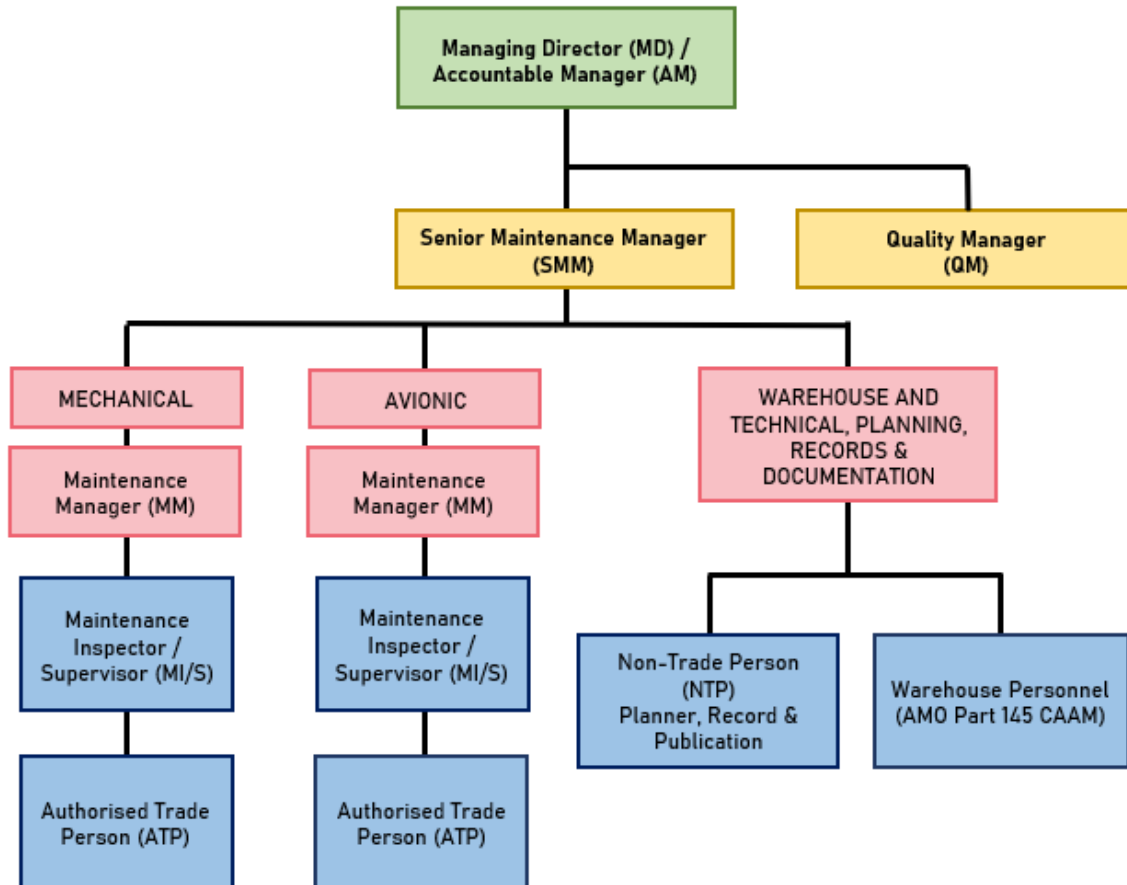 Managing Director (MD) /
Accountable Manager (AM)
Senior Maintenance Manager
(SMM)
Quality Manager
(QM)
MECHANICAL
AVIONIC
WAREHOUSE AND
TECHNICAL, PLANNING,
RECORDS &
DOCUMENTATION
Maintenance
Manager (MM)
Maintenance
Manager (MM)
Maintenance
Inspector /
Supervisor (MI/S)
Maintenance
Inspector /
Supervisor (MI/S)
Non-Trade Person
(NTP)
Planner, Record &
Publication
Warehouse Personnel
(AMO Part 145 CAAM)
Authorised Trade
Person (ATP)
Authorised Trade
Person (ATP)